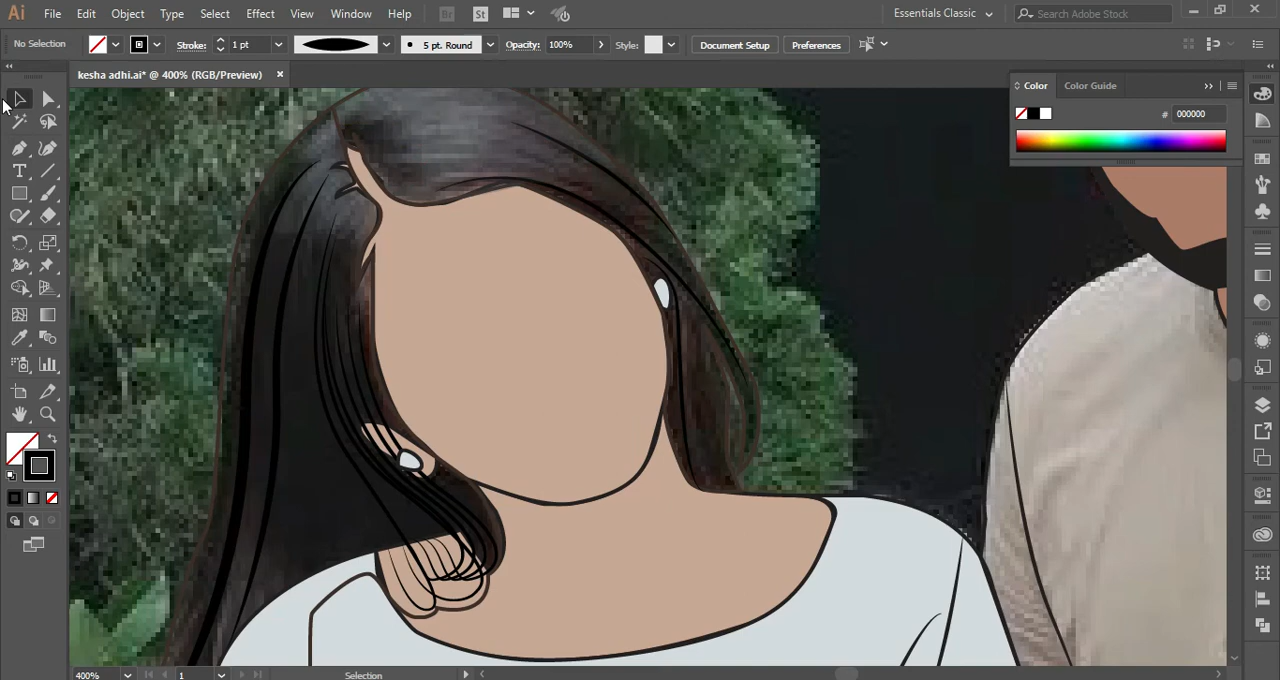 Ai File Edit Object Type Select Effect View Window Help Br St Essentials Classic Search Adobe Stock
No Selection Stroke: 1 pt 5 pt. Round Opacity: 100% Style: Document Setup Preferences
kesha adhi.ai* @ 400% (RGB/Preview) ×
Color Color Guide
# 000000
400% 1 Selection